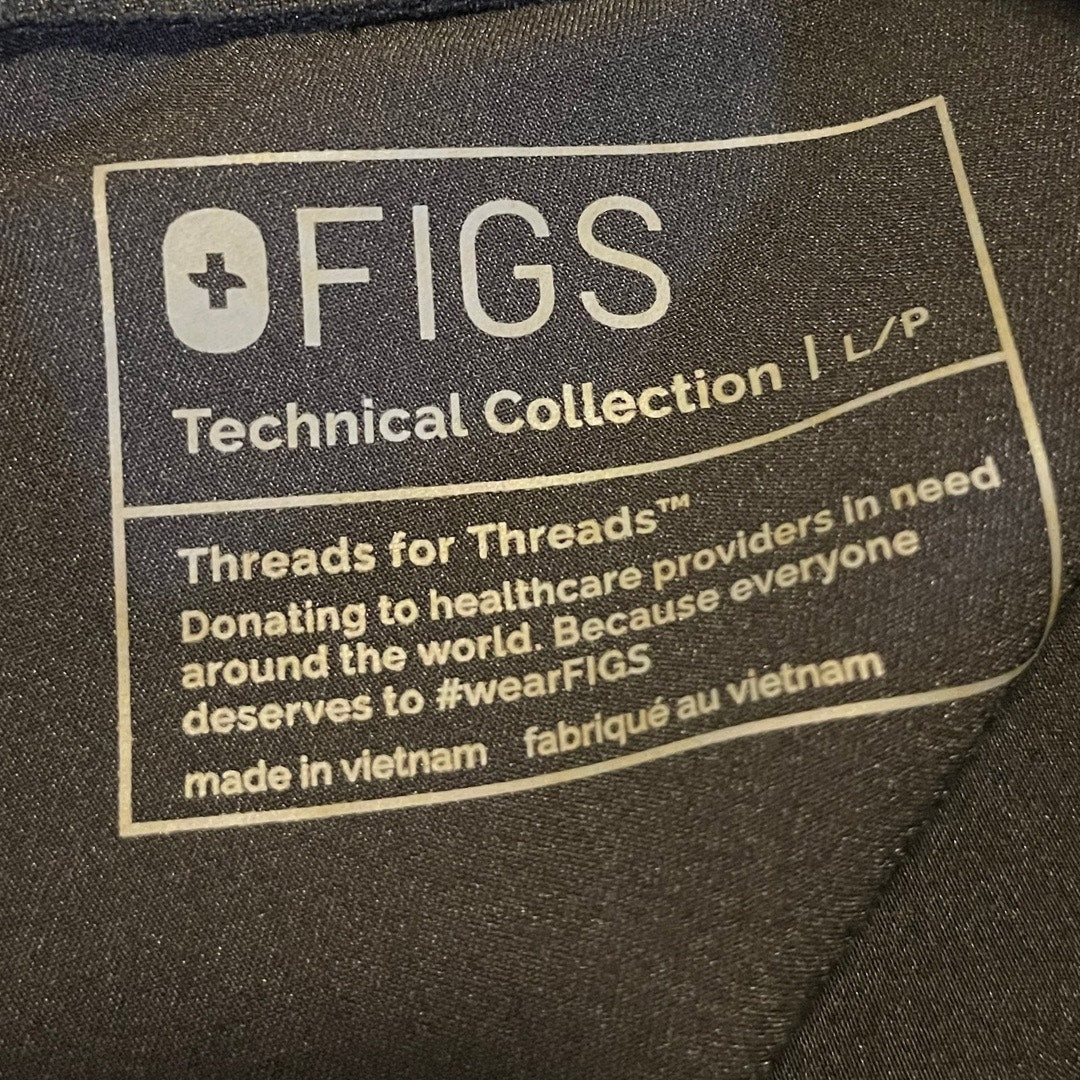 FIGS
Technical Collection | L/P
Threads for Threads™
Donating to healthcare providers in need
around the world. Because everyone
deserves to #wearFIGS
made in vietnam fabriqué au vietnam